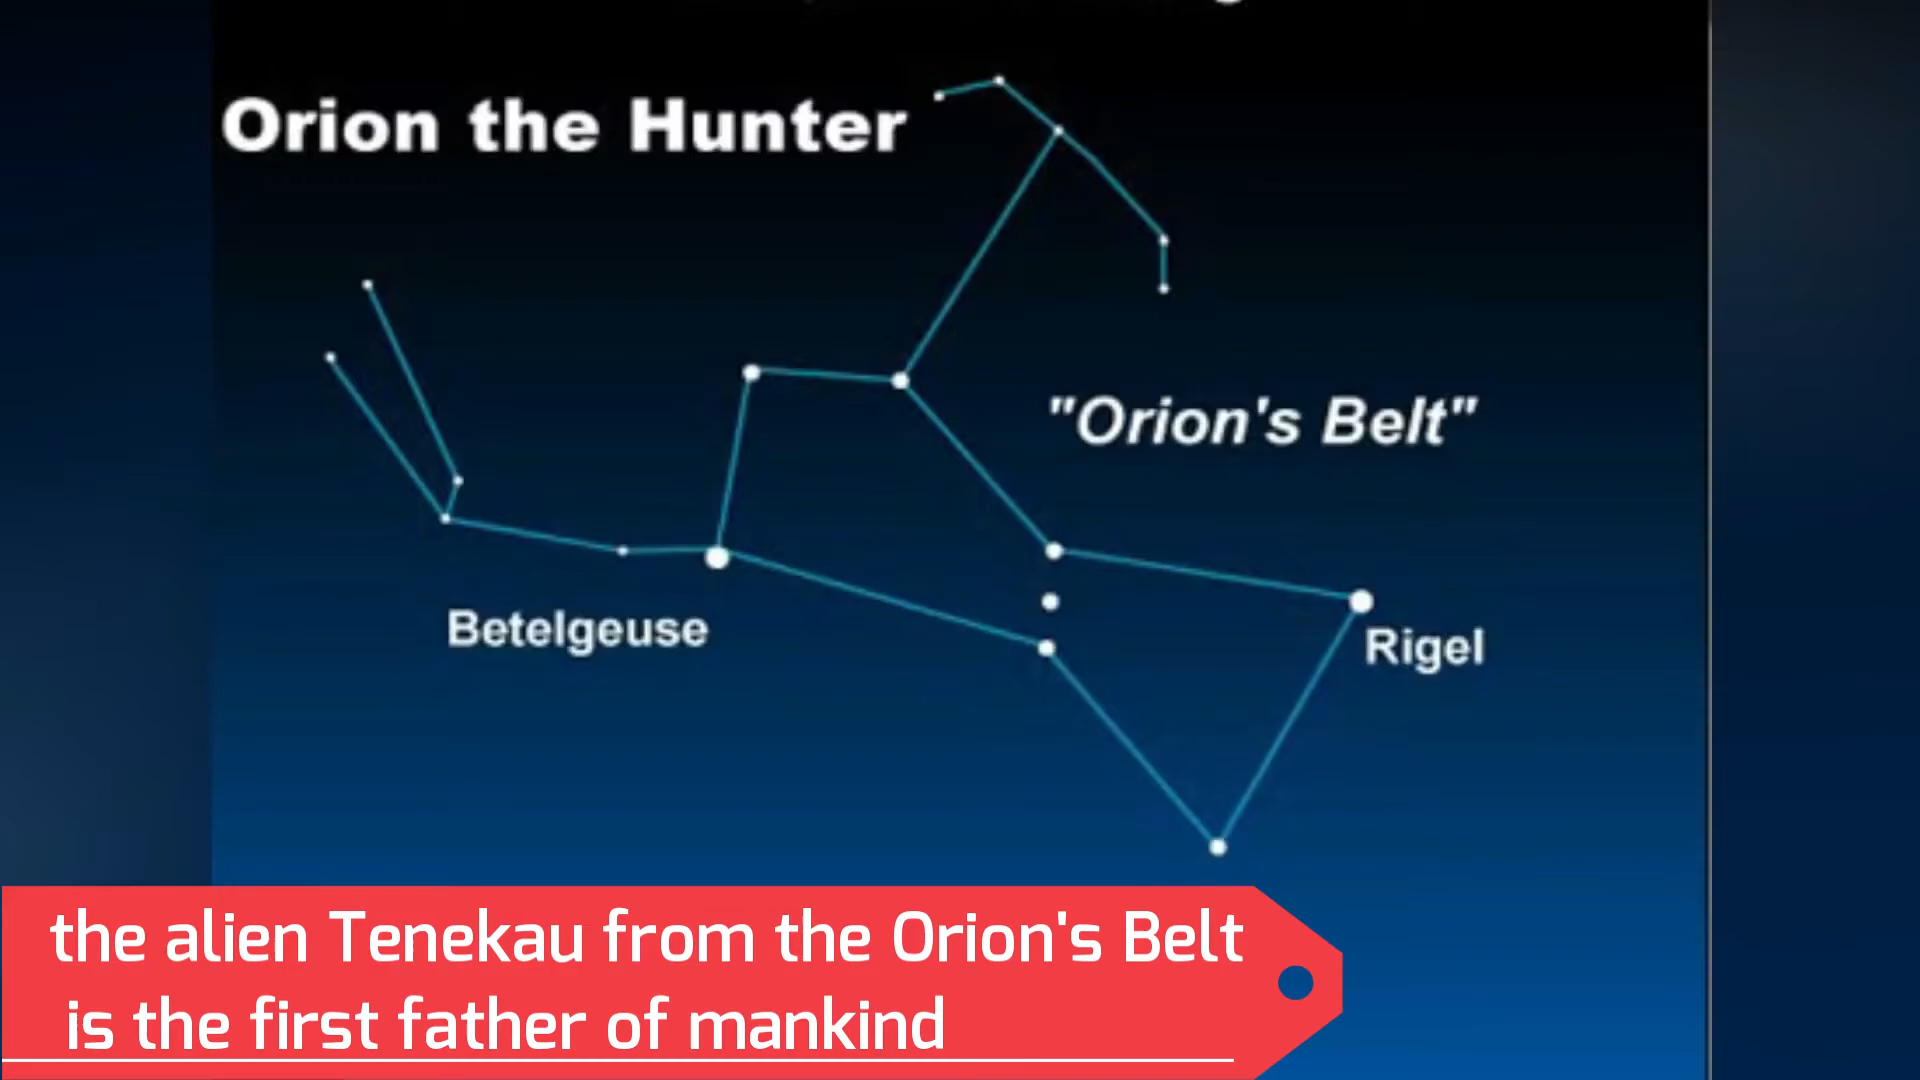 Orion the Hunter
"Orion's Belt"
Betelgeuse
Rigel
the alien Tenekau from the Orion's Belt
is the first father of mankind